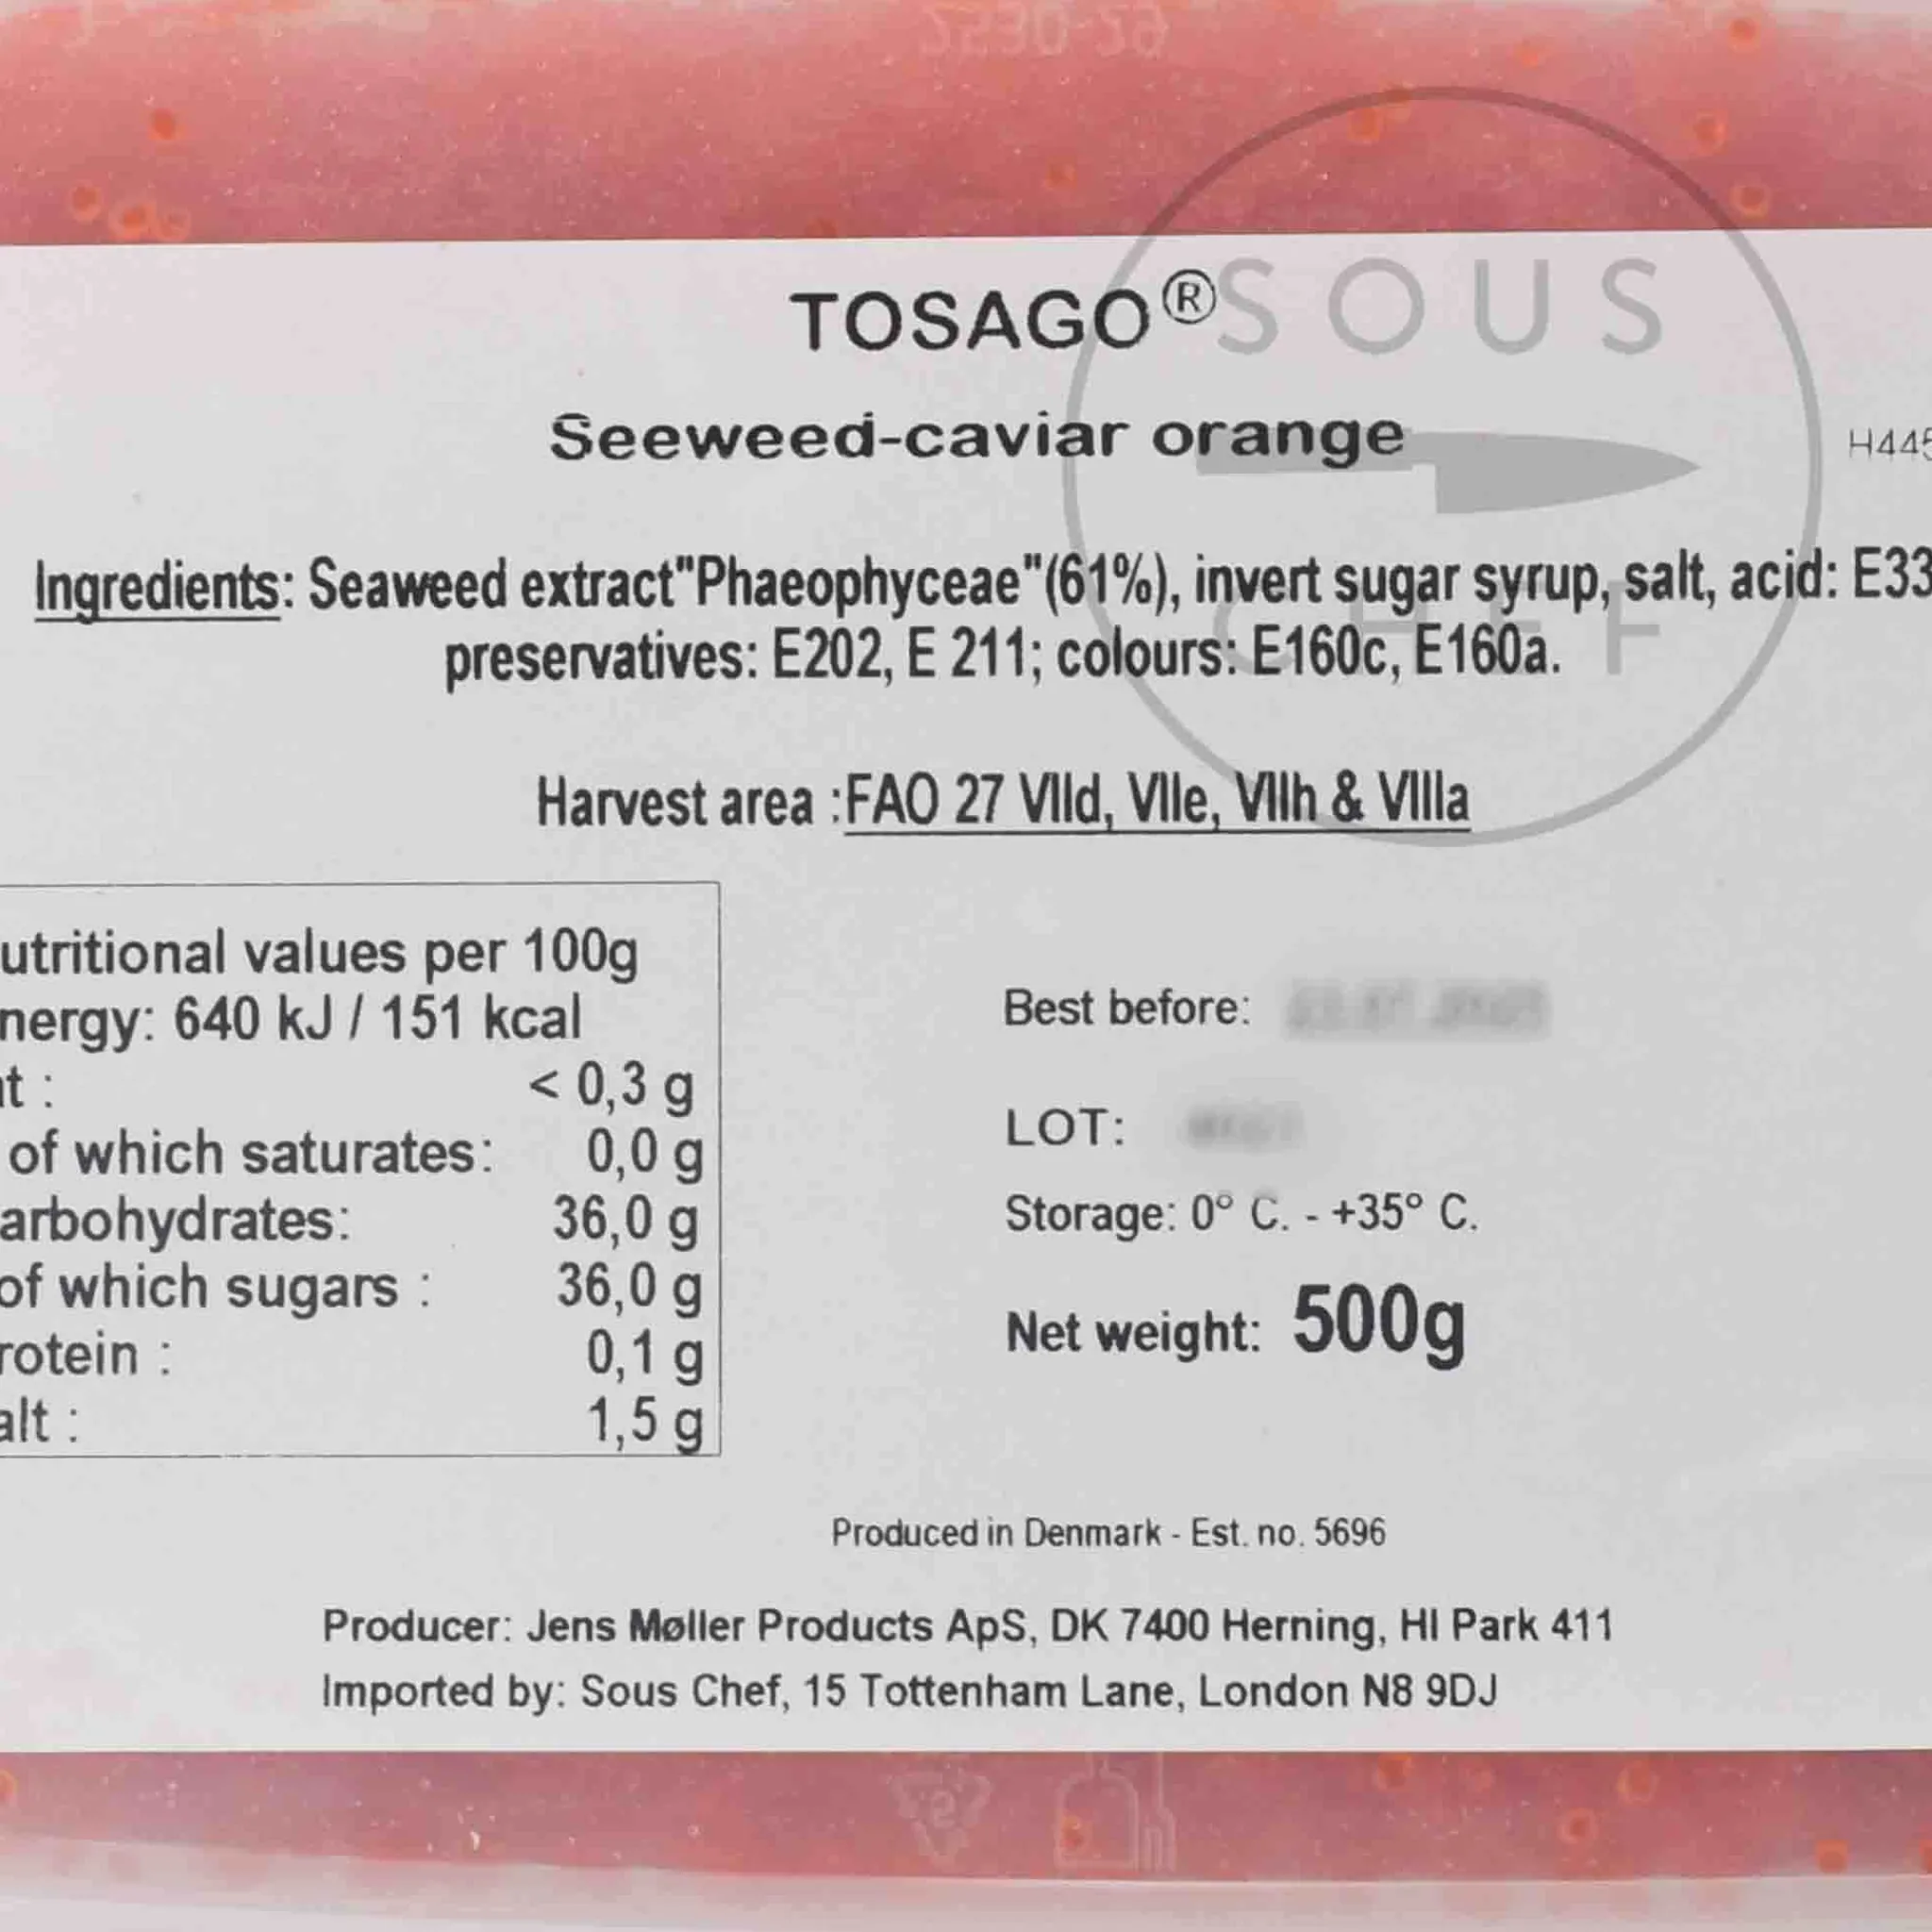 2530-29
TOSAGO®
SOUS
Seeweed-caviar orange
H445
Ingredients: Seaweed extract"Phaeophyceae"(61%), invert sugar syrup, salt, acid: E33
CHEF
preservatives: E202, E 211; colours: E160c, E160a.
Harvest area :FAO 27 VIId, VIIe, VIIh & VIIIa
utritional values per 100g
nergy: 640 kJ / 151 kcal
at : < 0,3 g
of which saturates: 0,0 g
arbohydrates: 36,0 g
of which sugars : 36,0 g
rotein : 0,1 g
alt : 1,5 g
Best before:
LOT:
Storage: 0° C. - +35° C.
Net weight: 500g
Produced in Denmark - Est. no. 5696
Producer: Jens Møller Products ApS, DK 7400 Herning, HI Park 411
Imported by: Sous Chef, 15 Tottenham Lane, London N8 9DJ